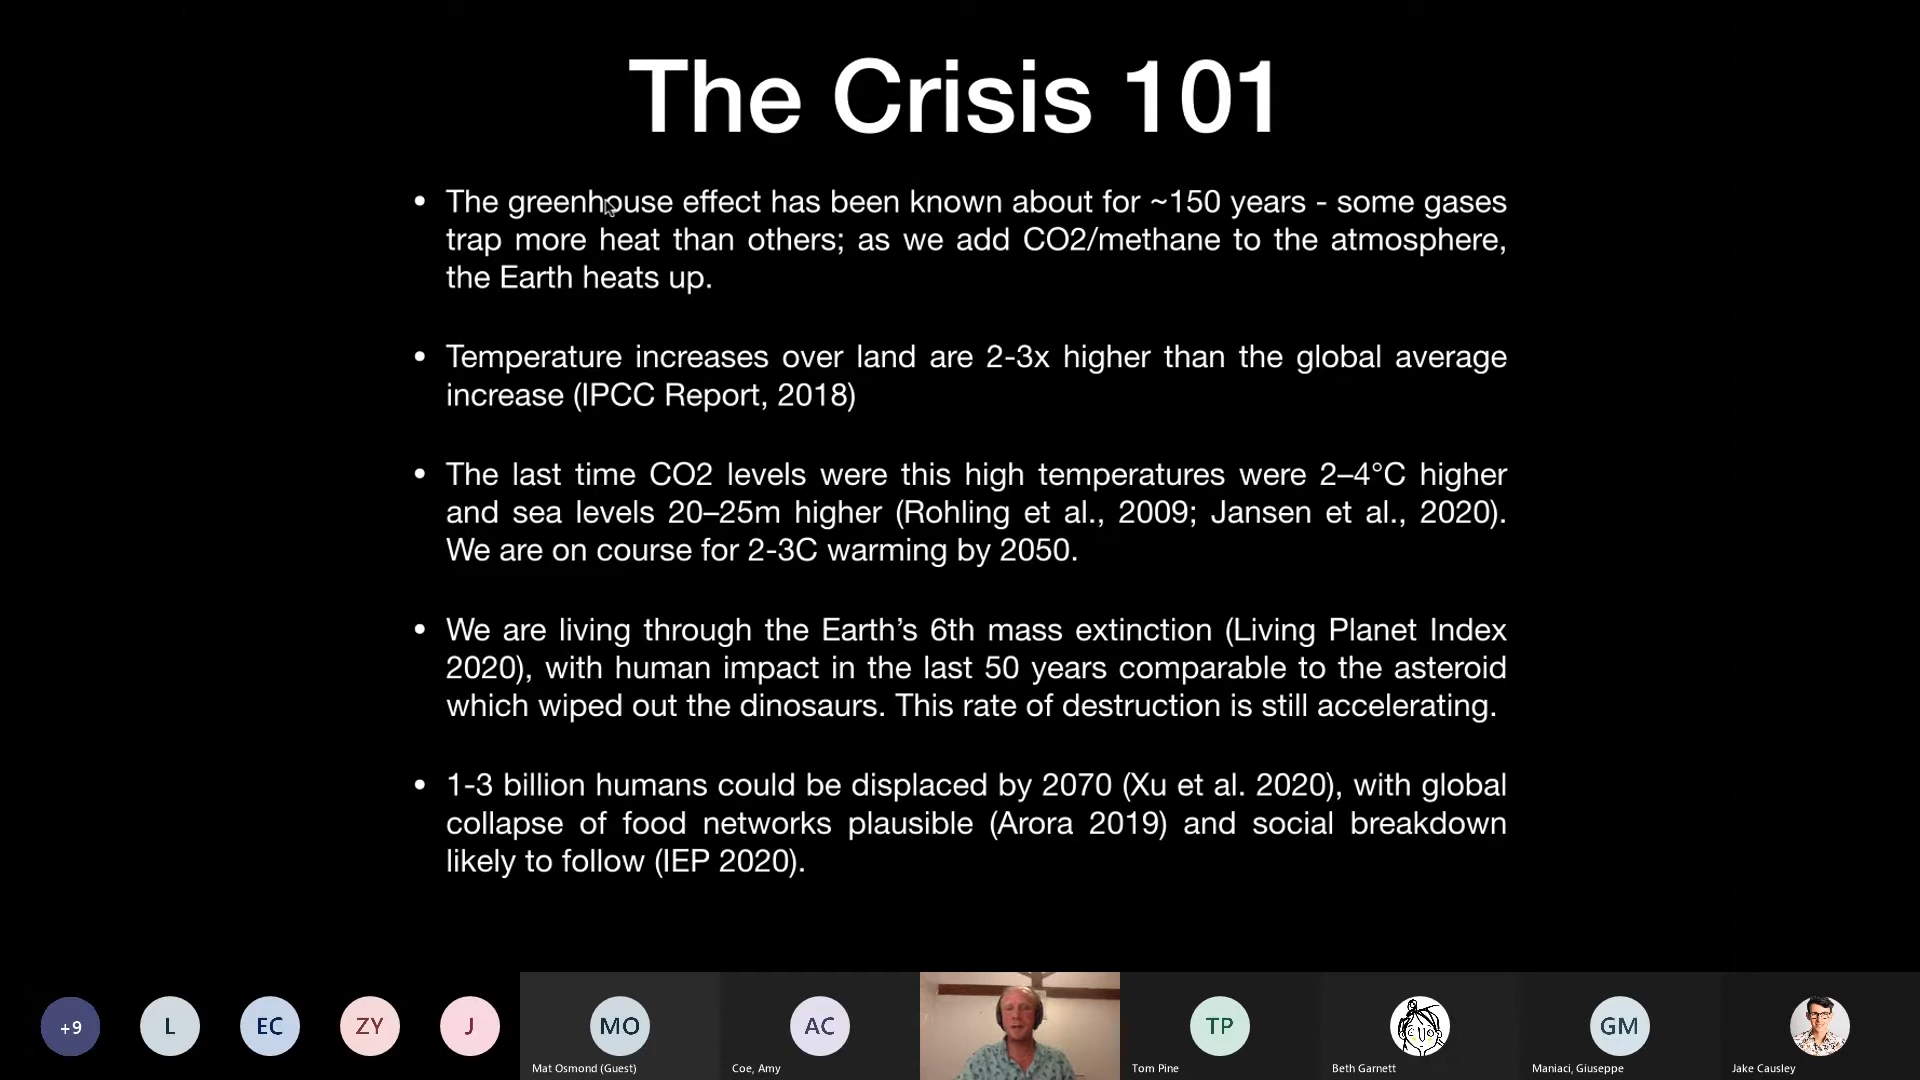 The Crisis 101
• The greenhouse effect has been known about for ~150 years - some gases
trap more heat than others; as we add CO2/methane to the atmosphere,
the Earth heats up.
• Temperature increases over land are 2-3x higher than the global average
increase (IPCC Report, 2018)
• The last time CO2 levels were this high temperatures were 2–4°C higher
and sea levels 20–25m higher (Rohling et al., 2009; Jansen et al., 2020).
We are on course for 2-3C warming by 2050.
• We are living through the Earth’s 6th mass extinction (Living Planet Index
2020), with human impact in the last 50 years comparable to the asteroid
which wiped out the dinosaurs. This rate of destruction is still accelerating.
• 1-3 billion humans could be displaced by 2070 (Xu et al. 2020), with global
collapse of food networks plausible (Arora 2019) and social breakdown
likely to follow (IEP 2020).
+9 L EC ZY J MO AC TP GM
Mat Osmond (Guest) Coe, Amy Tom Pine Beth Garnett Maniaci, Giuseppe Jake Causley